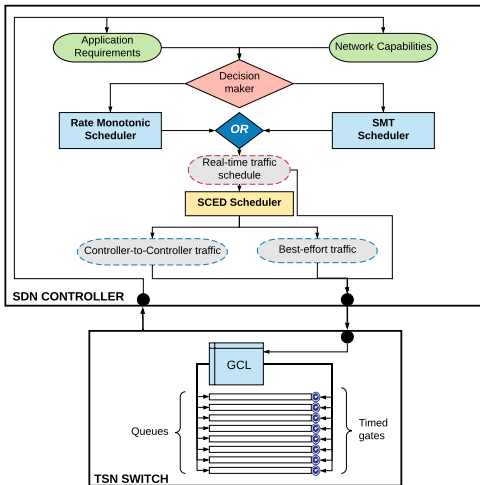 Application
Requirements
Network Capabilities
Decision
maker
Rate Monotonic
Scheduler
OR
SMT
Scheduler
Real-time traffic
schedule
SCED Scheduler
Controller-to-Controller traffic
Best-effort traffic
SDN CONTROLLER
GCL
Queues
Timed
gates
TSN SWITCH